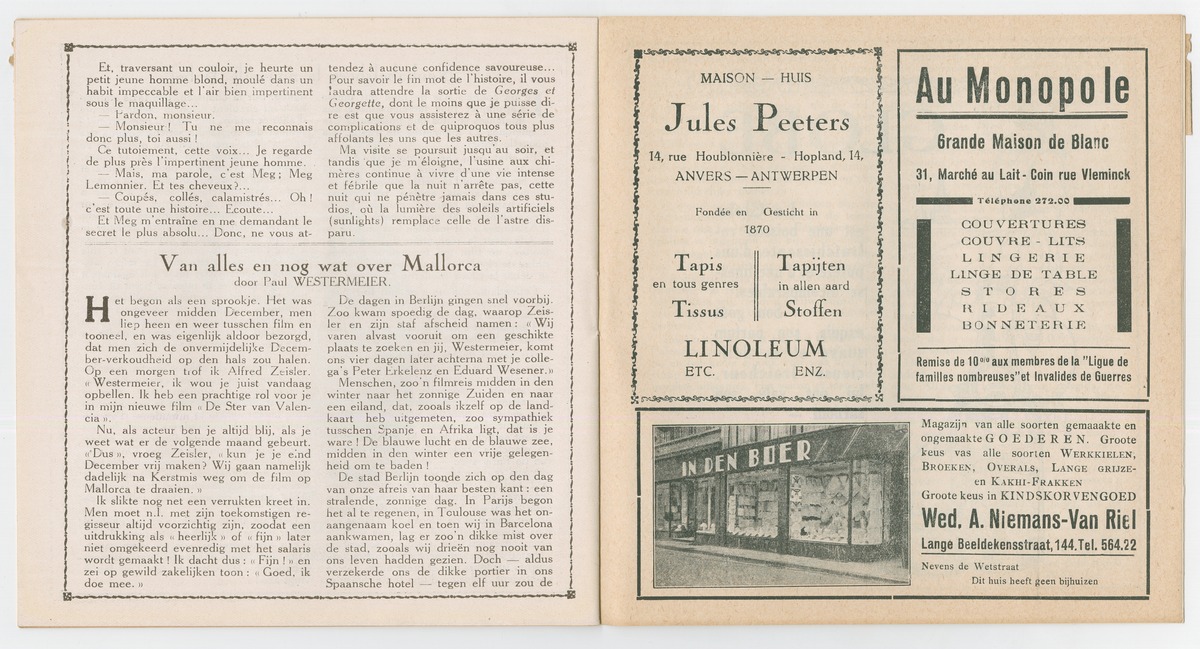 Et, traversant un couloir, je heurte un
petit jeune homme blond, moulé dans un
habit impeccable et l'air bien impertinent
sous le maquillage...
— Pardon, monsieur.
— Monsieur ! Tu ne me reconnais
donc plus, toi aussi !
Ce tutoiement, cette voix... Je regarde
de plus près l'impertinent jeune homme.
— Mais, ma parole, c'est Meg ; Meg
Lemonnier. Et tes cheveux ?...
— Coupés, collés, calamistrés... Oh !
c'est toute une histoire... Ecoute...
Et Meg m'entraîne en me demandant le
secret le plus absolu... Donc, ne vous at-
tendez à aucune confidence savoureuse...
Pour savoir le fin mot de l'histoire, il vous
faudra attendre la sortie de Georges et
Georgette, dont le moins que je puisse di-
re est que vous assisterez à une série de
complications et de quiproquos tous plus
affolants les uns que les autres.
Ma visite se poursuit jusqu'au soir, et
tandis que je m'éloigne, l'usine aux chi-
mères continue à vivre d'une vie intense
et fébrile que la nuit n'arrête pas, cette
nuit qui ne pénètre jamais dans ces stu-
dios, où la lumière des soleils artificiels
(sunlights) remplace celle de l'astre dis-
paru.
Van alles en nog wat over Mallorca
door Paul WESTERMEIER.
Het begon als een sprookje. Het was
ongeveer midden December, men
liep heen en weer tusschen film en
tooneel, en was eigenlijk aldoor bezorgd,
dat men zich de onvermijdelijke Decem-
ber-verkoudheid op den hals zou halen.
Op een morgen trof ik Alfred Zeisler.
« Westermeier, ik wou je juist vandaag
opbellen. Ik heb een prachtige rol voor je
in mijn nieuwe film « De Ster van Valen-
cia ».
Nu, als acteur ben je altijd blij, als je
weet wat er de volgende maand gebeurt.
« Dus », vroeg Zeisler, « kun je je eind
December vrij maken ? Wij gaan namelijk
dadelijk na Kerstmis weg om de film op
Mallorca te draaien. »
Ik slikte nog net een verrukten kreet in.
Men moet n.l. met zijn toekomstigen re-
gisseur altijd voorzichtig zijn, zoodat een
uitdrukking als « heerlijk » of « fijn » later
niet omgekeerd evenredig met het salaris
wordt gemaakt ! Ik dacht dus : « Fijn ! » en
zei op gewild zakelijken toon : « Goed, ik
doe mee. »
De dagen in Berlijn gingen snel voorbij.
Zoo kwam spoedig de dag, waarop Zeis-
ler en zijn staf afscheid namen : « Wij
varen alvast vooruit om een geschikte
plaats te zoeken en jij, Westermeier, komt
ons vier dagen later achterna met je colle-
ga's Peter Erkelenz en Eduard Wesener. »
Menschen, zoo'n filmreis midden in den
winter naar het zonnige Zuiden en naar
een eiland, dat, zooals ikzelf op de land-
kaart heb uitgemeten, zoo sympathiek
tusschen Spanje en Afrika ligt, dat is je
ware ! De blauwe lucht en de blauwe zee,
midden in den winter een vrije gelegen-
heid om te baden !
De stad Berlijn toonde zich op den dag
van onze afreis van haar besten kant : een
stralende, zonnige dag. In Parijs begon
het al te regenen, in Toulouse was het on-
aangenaam koel en toen wij in Barcelona
aankwamen, lag er zoo'n dikke mist over
de stad, zooals wij drieën nog nooit van
ons leven hadden gezien. Doch — aldus
verzekerde ons de dikke portier in ons
Spaansche hotel — tegen elf uur zou de
MAISON — HUIS
Jules Peeters
14, rue Houblonnière - Hopland, 14,
ANVERS — ANTWERPEN
Fondée en Gesticht in
1870
Tapis
en tous genres
Tissus
Tapijten
in allen aard
Stoffen
LINOLEUM
ETC. ENZ.
Au Monopole
Grande Maison de Blanc
31, Marché au Lait - Coin rue Vleminck
Téléphone 272.00
COUVERTURES
COUVRE - LITS
LINGERIE
LINGE DE TABLE
STORES
RIDEAUX
BONNETERIE
Remise de 10 o/o aux membres de la "Ligue de
familles nombreuses" et Invalides de Guerres
IN DEN BOER
Magazijn van alle soorten gemaaakte en
ongemaakte GOEDEREN. Groote
keus vas alle soorten WERKKIELEN,
BROEKEN, OVERALS, LANGE GRIJZE-
en KAKHI-FRAKKEN
Groote keus in KINDSKORVENGOED
Wed. A. Niemans-Van Riel
Lange Beeldekensstraat, 144. Tel. 564.22
Nevens de Wetstraat
Dit huis heeft geen bijhuizen